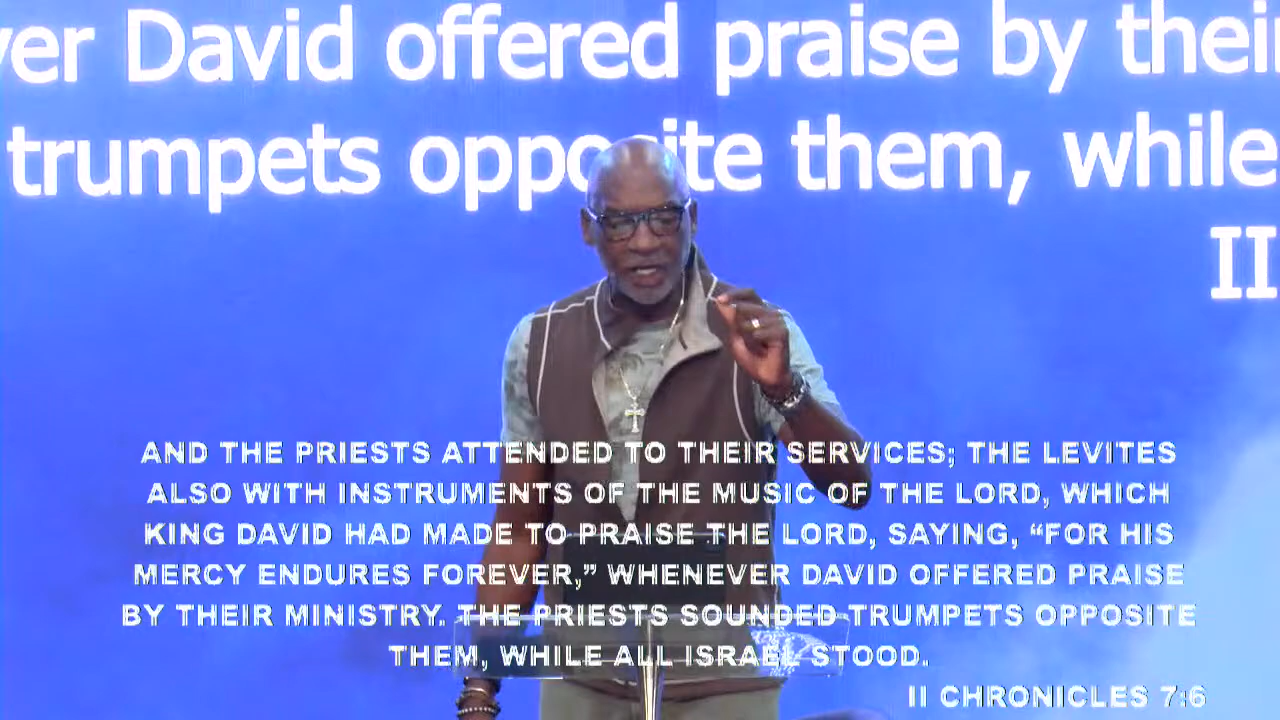 ver David offered praise by their
trumpets opposite them, while
II
AND THE PRIESTS ATTENDED TO THEIR SERVICES; THE LEVITES
ALSO WITH INSTRUMENTS OF THE MUSIC OF THE LORD, WHICH
KING DAVID HAD MADE TO PRAISE THE LORD, SAYING, “FOR HIS
MERCY ENDURES FOREVER,” WHENEVER DAVID OFFERED PRAISE
BY THEIR MINISTRY. THE PRIESTS SOUNDED TRUMPETS OPPOSITE
THEM, WHILE ALL ISRAEL STOOD.
II CHRONICLES 7:6